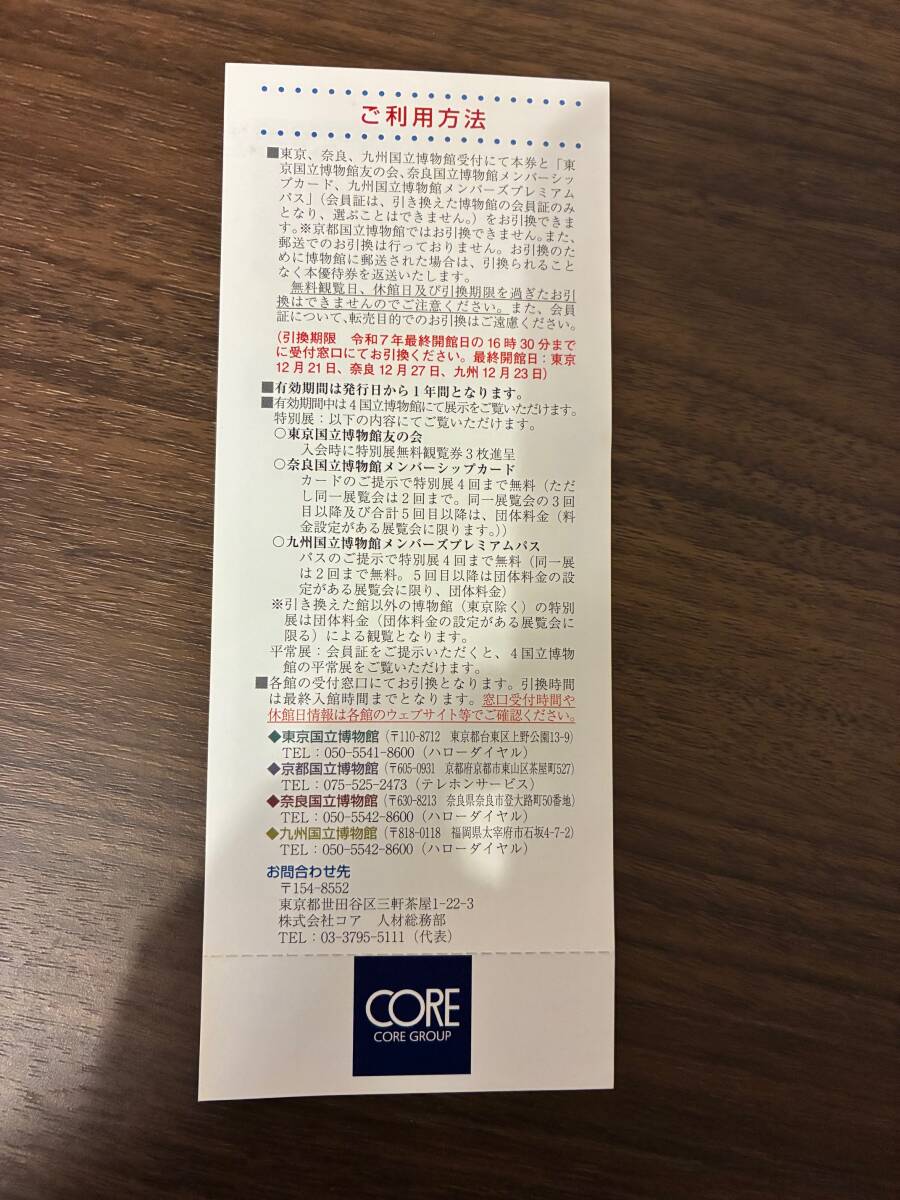 ご利用方法
■東京、奈良、九州国立博物館受付にて本券と「東
京国立博物館友の会、奈良国立博物館メンバーシッ
プカード、九州国立博物館メンバーズプレミアム
パス」(会員証は、引き換えた博物館の会員証のみ
となり、選ぶことはできません。)をお引換できま
す。※京都国立博物館ではお引換できません。また、
郵送でのお引換は行っておりません。お引換のた
めに博物館に郵送された場合は、引換られること
なく本優待券を返送いたします。
無料観覧日、休館日及び引換期限を過ぎたお引
換はできませんのでご注意ください。また、会員
証について、転売目的でのお引換はご遠慮ください。
(引換期限 令和7年最終開館日の16時30分まで
に受付窓口にてお引換ください。最終開館日：東京
12月21日、奈良12月27日、九州12月23日)
■有効期間は発行日から1年間となります。
■有効期間中は4国立博物館にて展示をご覧いただけます。
特別展：以下の内容にてご覧いただけます。
○東京国立博物館友の会
入会時に特別展無料観覧券3枚進呈
○奈良国立博物館メンバーシップカード
カードのご提示で特別展4回まで無料(ただ
し同一展覧会は2回まで。同一展覧会の3回
目以降及び合計5回目以降は、団体料金(料
金設定がある展覧会に限ります。))
○九州国立博物館メンバーズプレミアムパス
パスのご提示で特別展4回まで無料(同一展
は2回まで無料。5回目以降は団体料金の設
定がある展覧会に限り、団体料金)
※引き換えた館以外の博物館(東京除く)の特別
展は団体料金(団体料金の設定がある展覧会に
限る)による観覧となります。
平常展：会員証をご提示いただくと、4国立博物
館の平常展をご覧いただけます。
■各館の受付窓口にてお引換となります。引換時間
は最終入館時間までとなります。窓口受付時間や
休館日情報は各館のウェブサイト等でご確認ください。
◆東京国立博物館(〒110-8712 東京都台東区上野公園13-9)
TEL：050-5541-8600(ハローダイヤル)
◆京都国立博物館(〒605-0931 京都府京都市東山区茶屋町527)
TEL：075-525-2473(テレホンサービス)
◆奈良国立博物館(〒630-8213 奈良県奈良市登大路町50番地)
TEL：050-5542-8600(ハローダイヤル)
◆九州国立博物館(〒818-0118 福岡県太宰府市石坂4-7-2)
TEL：050-5542-8600(ハローダイヤル)
お問合わせ先
〒154-8552
東京都世田谷区三軒茶屋1-22-3
株式会社コア 人材総務部
TEL：03-3795-5111(代表)
CORE
CORE GROUP